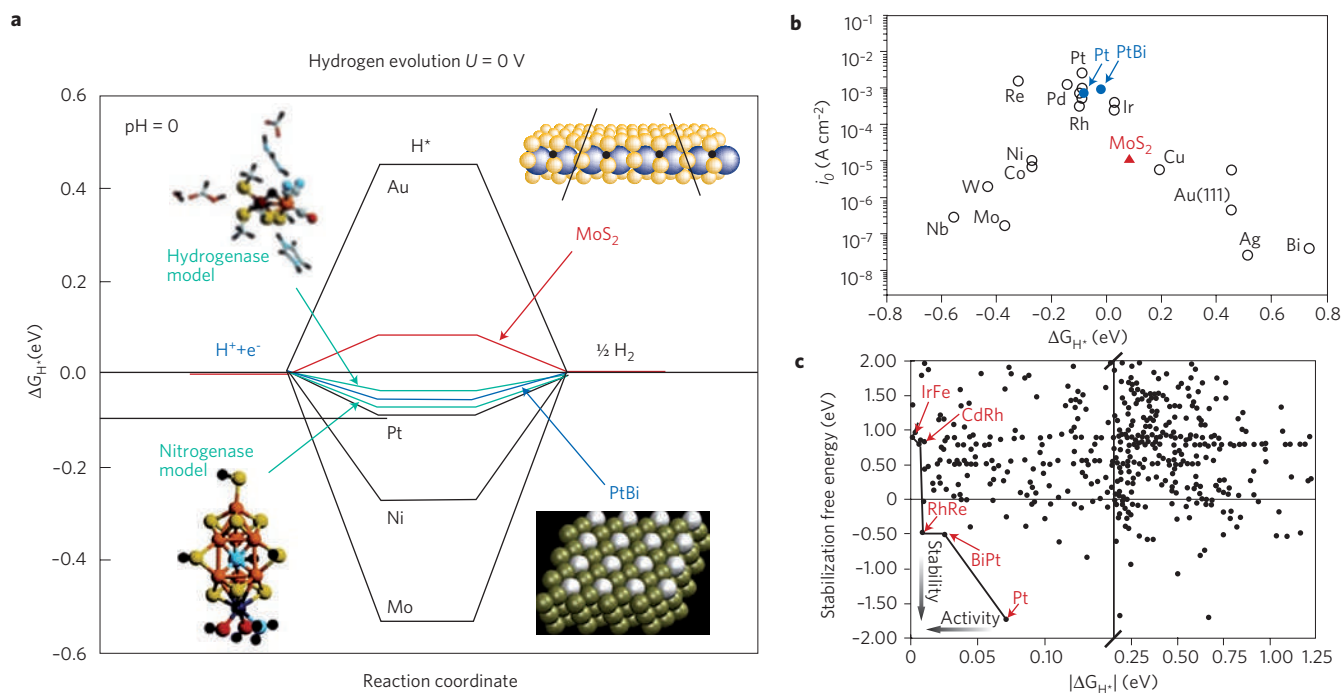 a
Hydrogen evolution U = 0 V
0.6
0.4
0.2
0.0
−0.2
−0.4
−0.6
ΔG_H* (eV)
pH = 0
H*
Au
MoS₂
Hydrogenase
model
H⁺+e⁻
½ H₂
Pt
Nitrogenase
model
PtBi
Ni
Mo
Reaction coordinate
b
10⁻¹
10⁻²
10⁻³
10⁻⁴
10⁻⁵
10⁻⁶
10⁻⁷
10⁻⁸
i₀ (A cm⁻²)
Pt
Pt
PtBi
Re
Pd
Ir
Rh
MoS₂
Ni
Co
Cu
W
Au(111)
Nb
Mo
Ag
Bi
−0.8
−0.6
−0.4
−0.2
0.0
0.2
0.4
0.6
0.8
ΔG_H* (eV)
c
2.00
1.50
1.00
0.50
0
−0.50
−1.00
−1.50
−2.00
Stabilization free energy (eV)
IrFe
CdRh
RhRe
BiPt
Stability
Pt
Activity
0
0.05
0.10
0.25
0.50
0.75
1.00
1.25
|ΔG_H*| (eV)